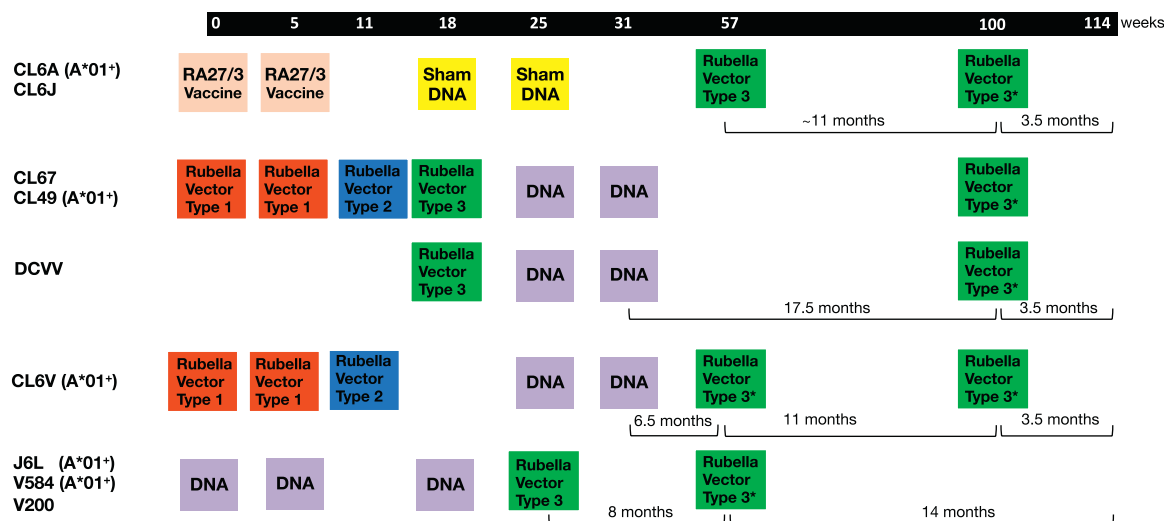 0 5 11 18 25 31 57 100 114 weeks
CL6A (A*01+)
CL6J
RA27/3
Vaccine
RA27/3
Vaccine
Sham
DNA
Sham
DNA
Rubella
Vector
Type 3
Rubella
Vector
Type 3*
~11 months
3.5 months
CL67
CL49 (A*01+)
Rubella
Vector
Type 1
Rubella
Vector
Type 1
Rubella
Vector
Type 2
Rubella
Vector
Type 3
DNA
DNA
Rubella
Vector
Type 3*
DCVV
Rubella
Vector
Type 3
DNA
DNA
Rubella
Vector
Type 3*
17.5 months
3.5 months
CL6V (A*01+)
Rubella
Vector
Type 1
Rubella
Vector
Type 1
Rubella
Vector
Type 2
DNA
DNA
Rubella
Vector
Type 3*
Rubella
Vector
Type 3*
6.5 months
11 months
3.5 months
J6L (A*01+)
V584 (A*01+)
V200
DNA
DNA
DNA
Rubella
Vector
Type 3
Rubella
Vector
Type 3*
8 months
14 months